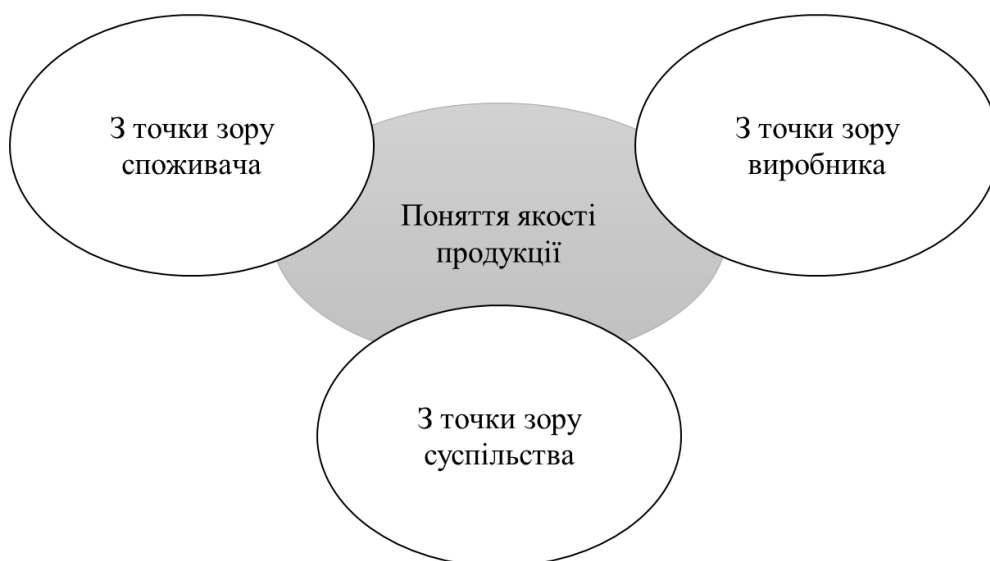 З точки зору
споживача
З точки зору
виробника
Поняття якості
продукції
З точки зору
суспільства